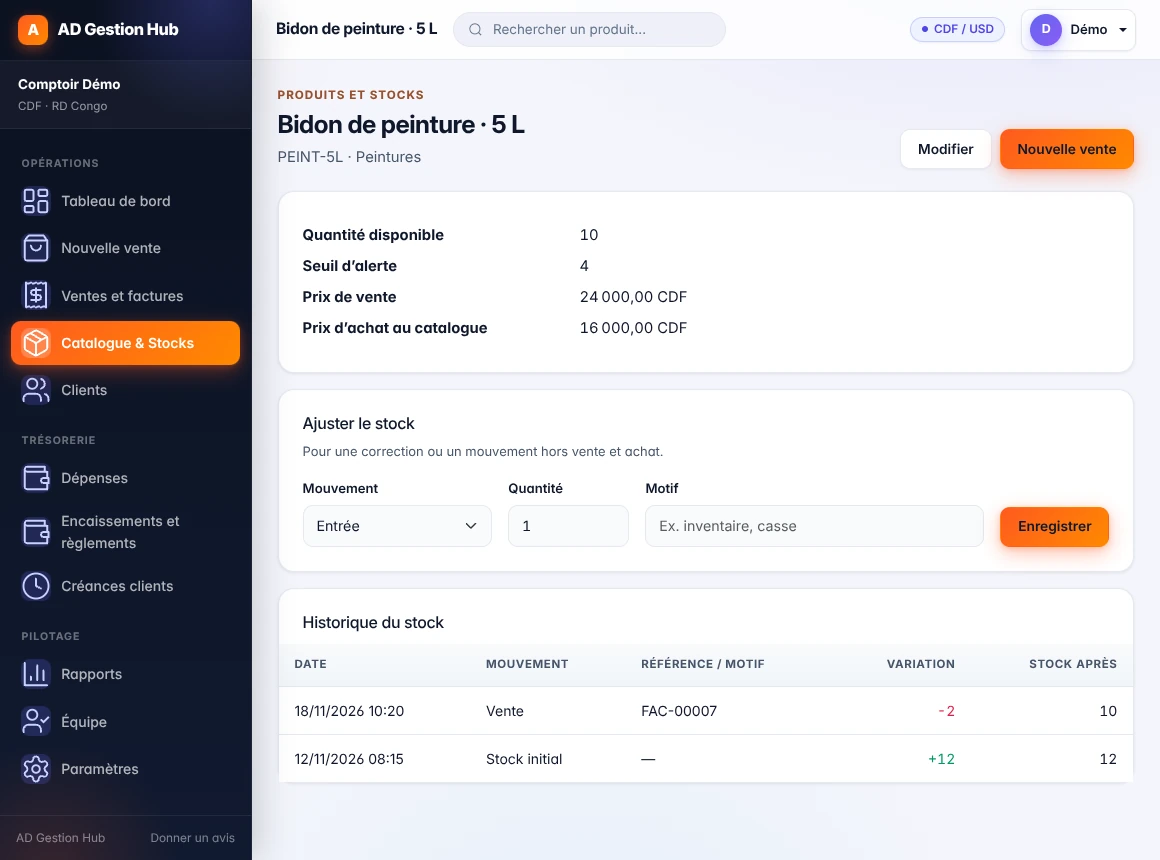 A AD Gestion Hub
Comptoir Démo
CDF · RD Congo
OPÉRATIONS
Tableau de bord
Nouvelle vente
Ventes et factures
Catalogue & Stocks
Clients
TRÉSORERIE
Dépenses
Encaissements et
règlements
Créances clients
PILOTAGE
Rapports
Équipe
Paramètres
AD Gestion Hub Donner un avis
Bidon de peinture · 5 L Rechercher un produit... CDF / USD D Démo
PRODUITS ET STOCKS
Bidon de peinture · 5 L
PEINT-5L · Peintures
Modifier Nouvelle vente
Quantité disponible 10
Seuil d’alerte 4
Prix de vente 24 000,00 CDF
Prix d’achat au catalogue 16 000,00 CDF
Ajuster le stock
Pour une correction ou un mouvement hors vente et achat.
Mouvement Quantité Motif
Entrée 1 Ex. inventaire, casse Enregistrer
Historique du stock
DATE MOUVEMENT RÉFÉRENCE / MOTIF VARIATION STOCK APRÈS
18/11/2026 10:20 Vente FAC-00007 -2 10
12/11/2026 08:15 Stock initial — +12 12